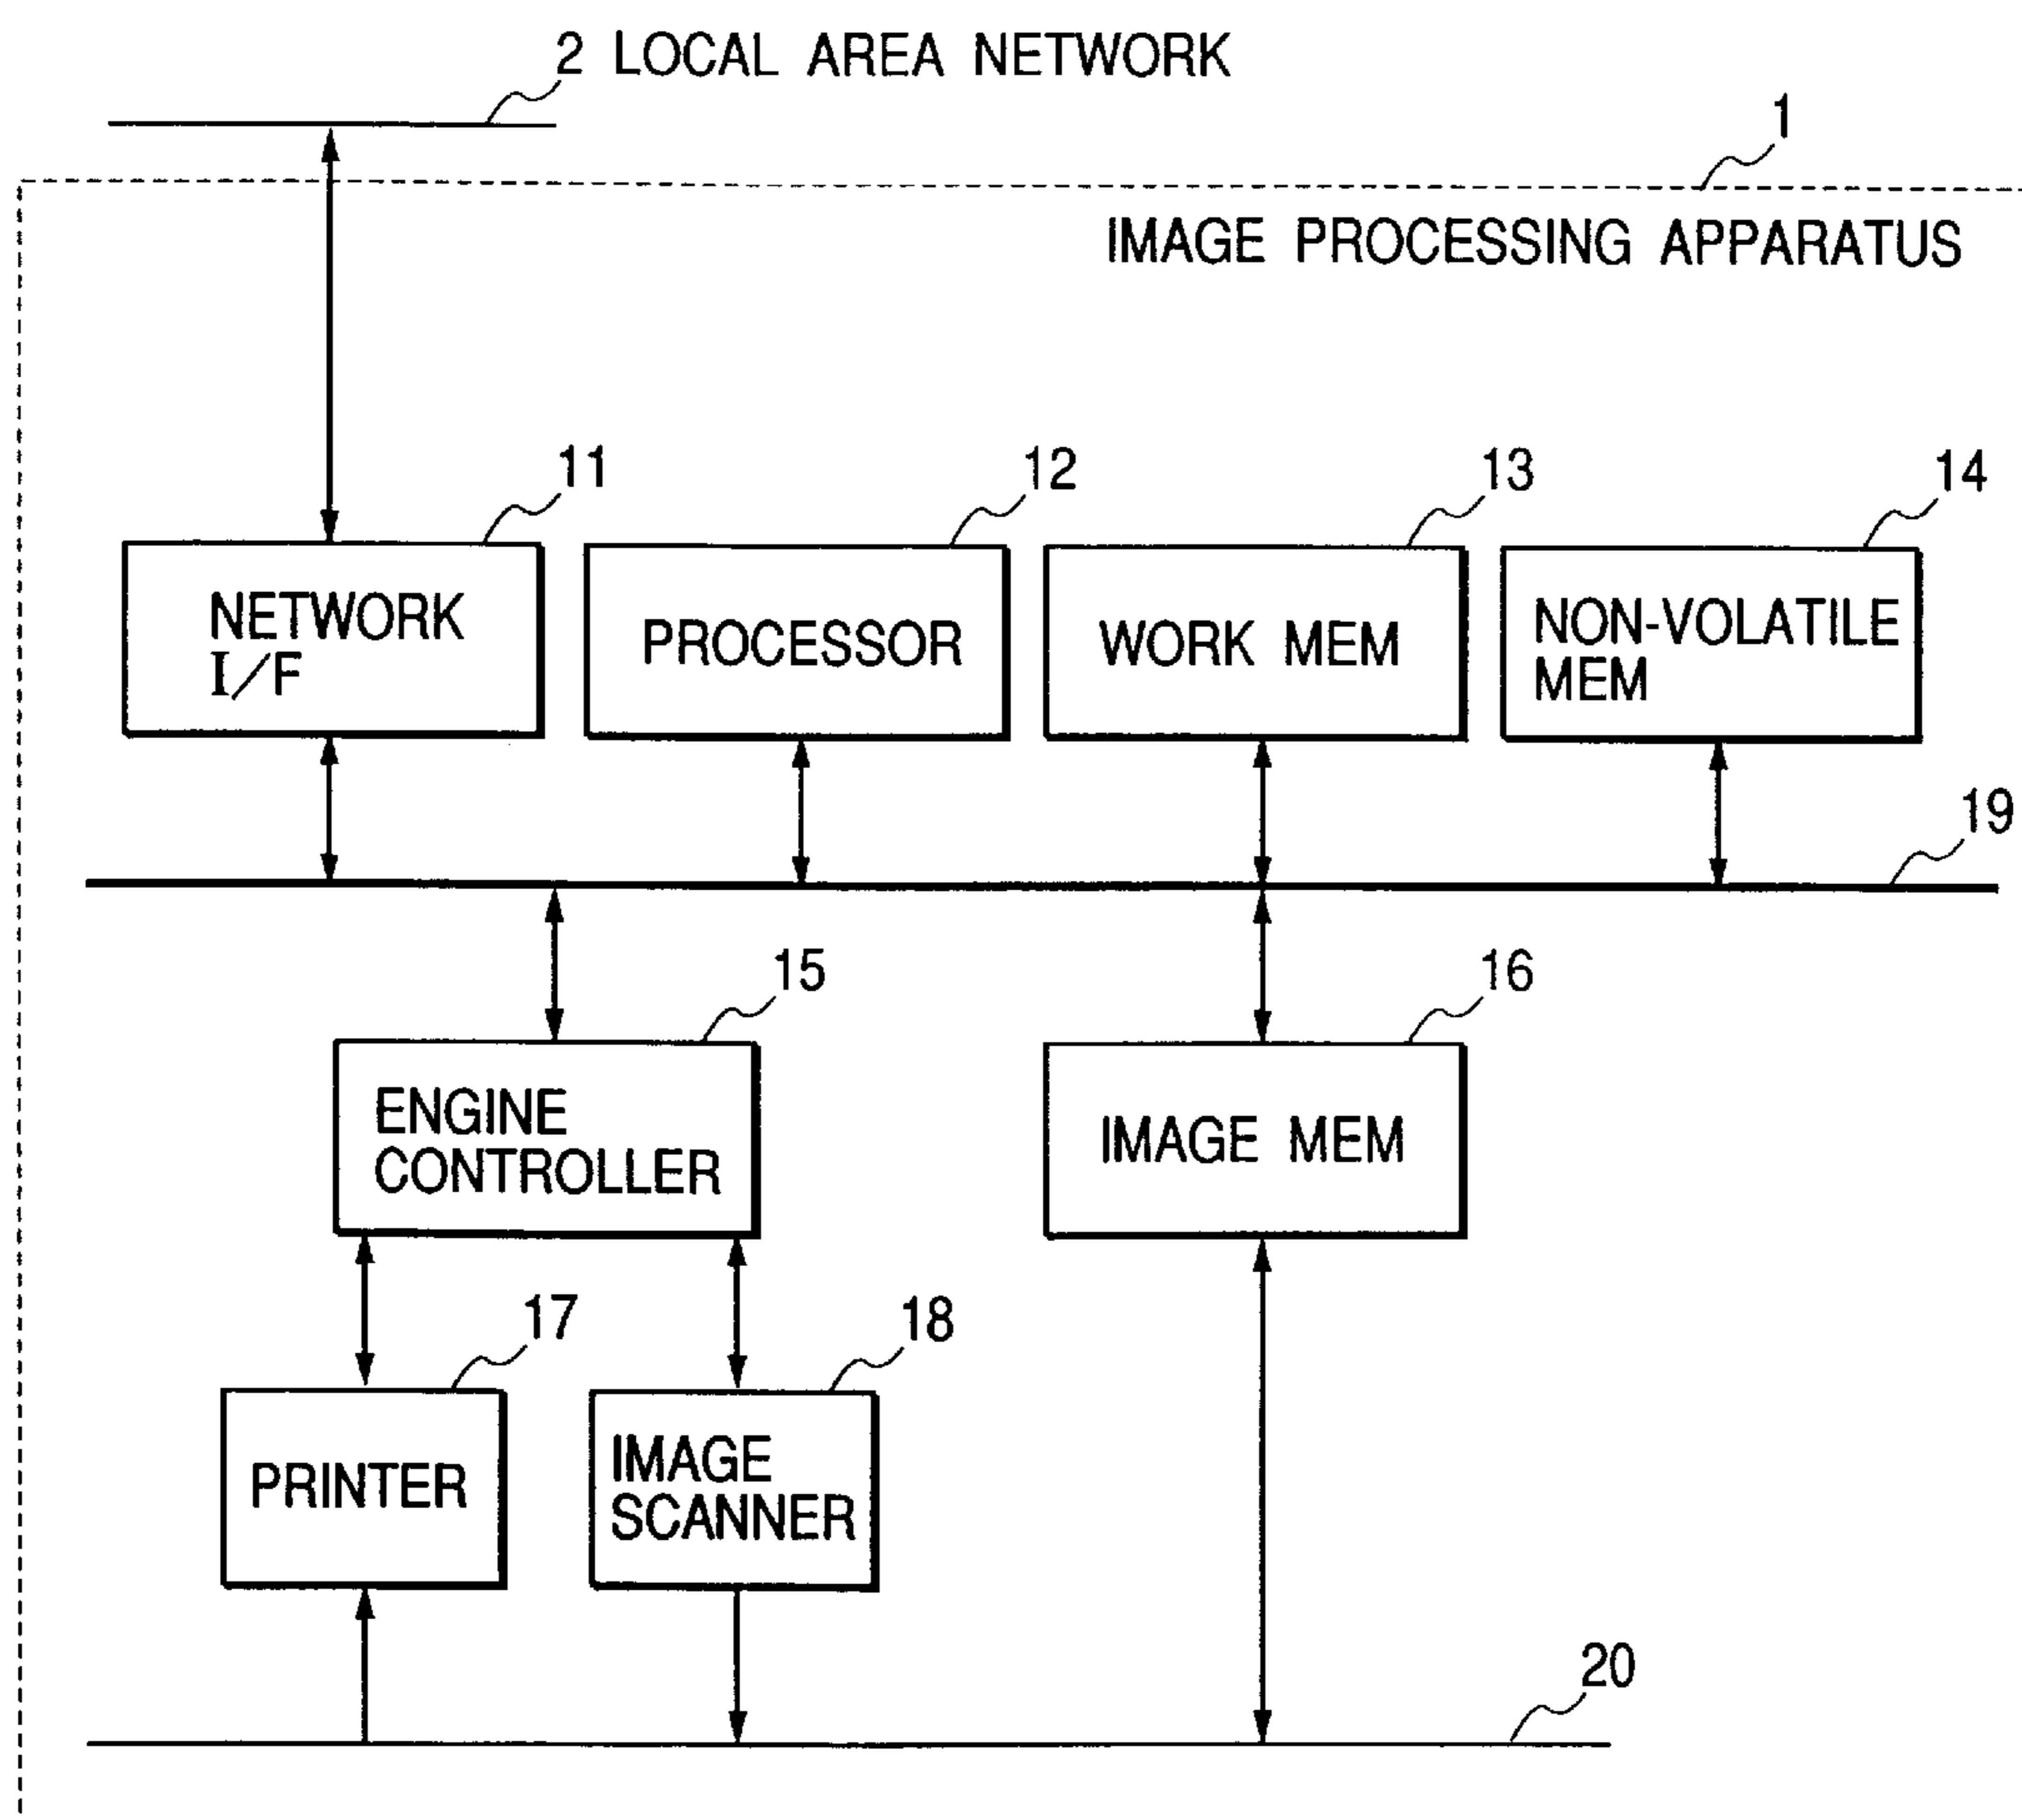 2 LOCAL AREA NETWORK
1
IMAGE PROCESSING APPARATUS
11
12
13
14
NETWORK
I/F
PROCESSOR
WORK MEM
NON-VOLATILE
MEM
19
15
16
ENGINE
CONTROLLER
IMAGE MEM
17
18
PRINTER
IMAGE
SCANNER
20